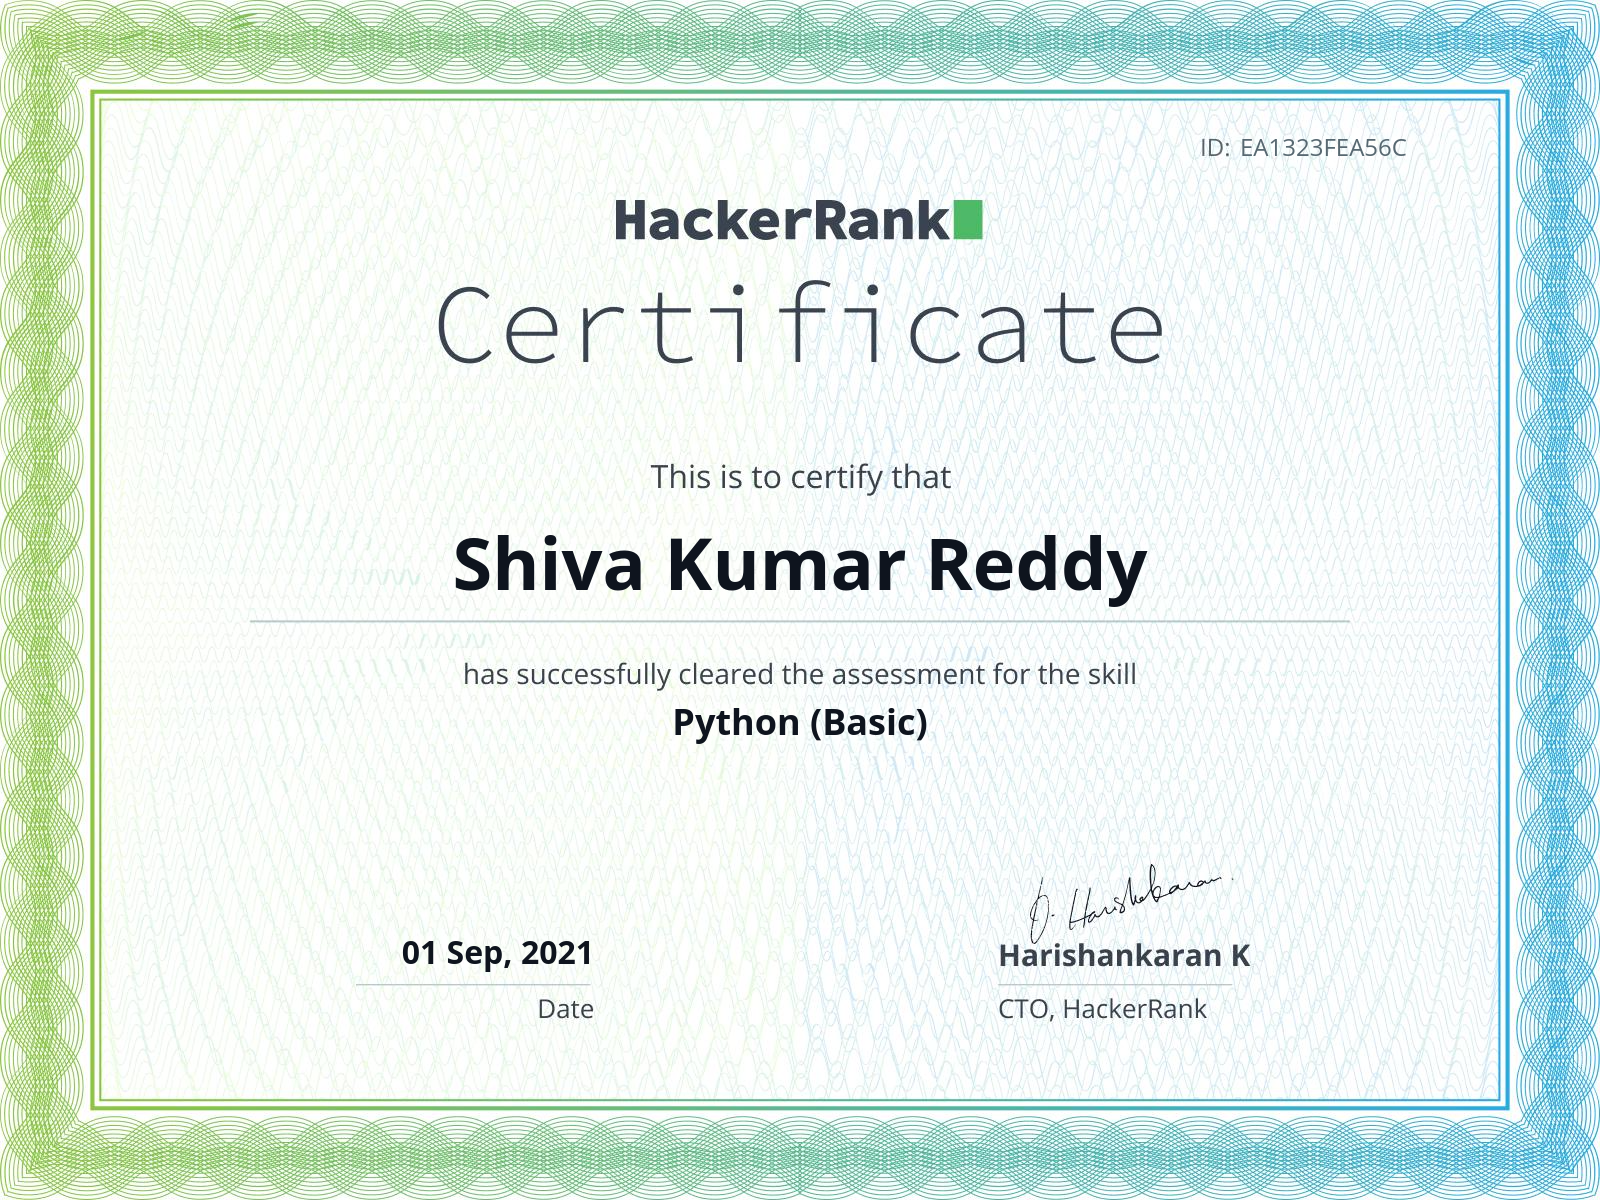 ID: EA1323FEA56C
HackerRank
Certificate
This is to certify that
Shiva Kumar Reddy
has successfully cleared the assessment for the skill
Python (Basic)
01 Sep, 2021
Date
Harishankaran K
CTO, HackerRank